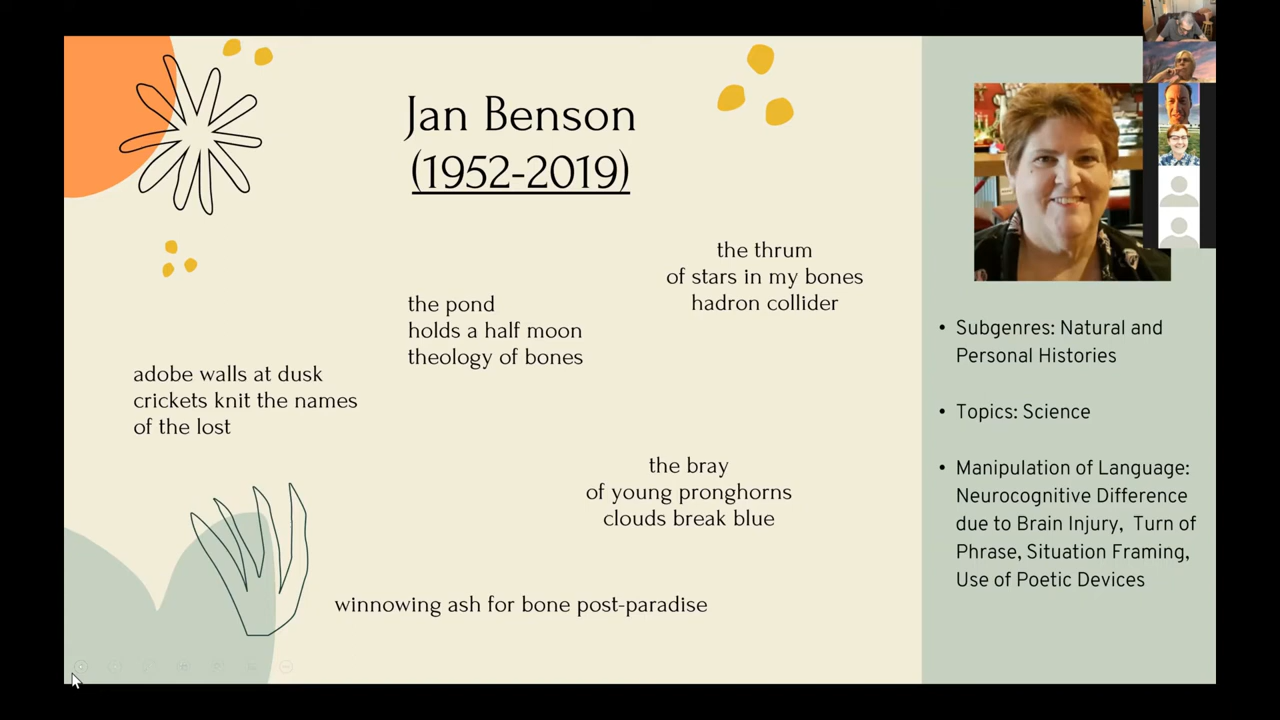 Jan Benson
(1952-2019)
the thrum
of stars in my bones
hadron collider
the pond
holds a half moon
theology of bones
adobe walls at dusk
crickets knit the names
of the lost
the bray
of young pronghorns
clouds break blue
winnowing ash for bone post-paradise
• Subgenres: Natural and
Personal Histories
• Topics: Science
• Manipulation of Language:
Neurocognitive Difference
due to Brain Injury, Turn of
Phrase, Situation Framing,
Use of Poetic Devices